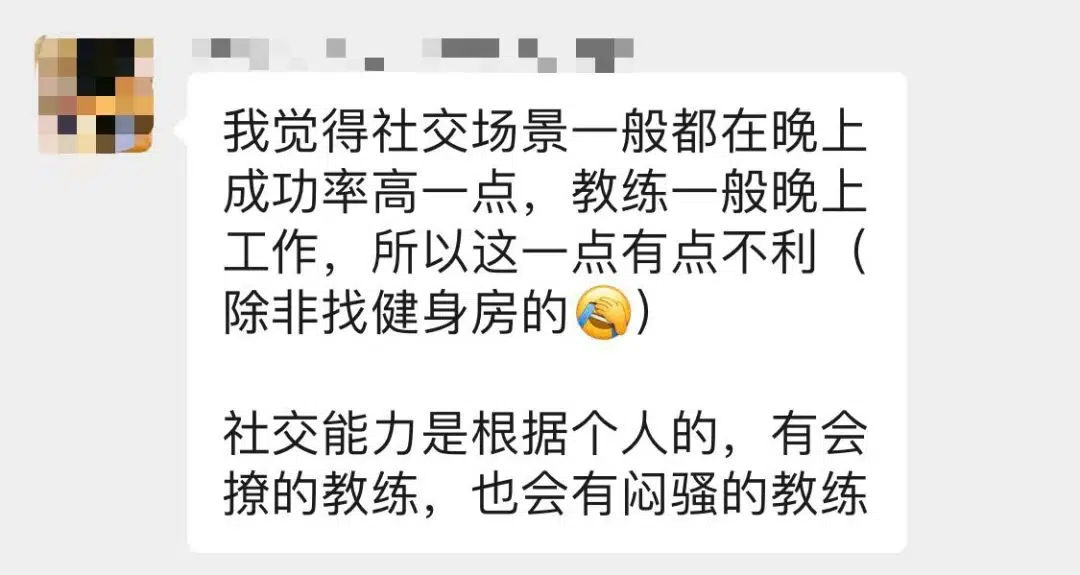 我觉得社交场景一般都在晚上
成功率高一点，教练一般晚上
工作，所以这一点有点不利（
除非找健身房的🤦）
社交能力是根据个人的，有会
撩的教练，也会有闷骚的教练